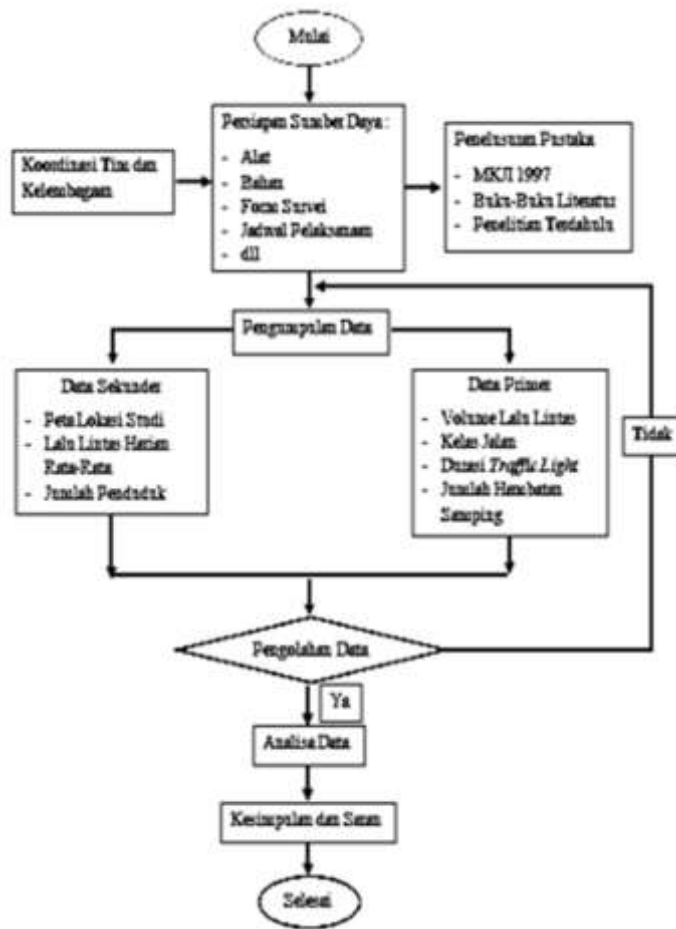 Mulai
Persiapan Sumber Daya :
- Alat
- Bahan
- Form Survei
- Jadwal Pelaksanaan
- dll
Koordinasi Tim dan
Kelembagaan
Penelusuran Pustaka
- MKJI 1997
- Buku-Buku Literatur
- Penelitian Terdahulu
Pengumpulan Data
Data Sekunder
- Peta Lokasi Studi
- Lalu Lintas Harian
Rata-Rata
- Jumlah Penduduk
Data Primer
- Volume Lalu Lintas
- Kelas Jalan
- Durasi Traffic Light
- Jumlah Hambatan
Samping
Tidak
Pengolahan Data
Ya
Analisa Data
Kesimpulan dan Saran
Selesai